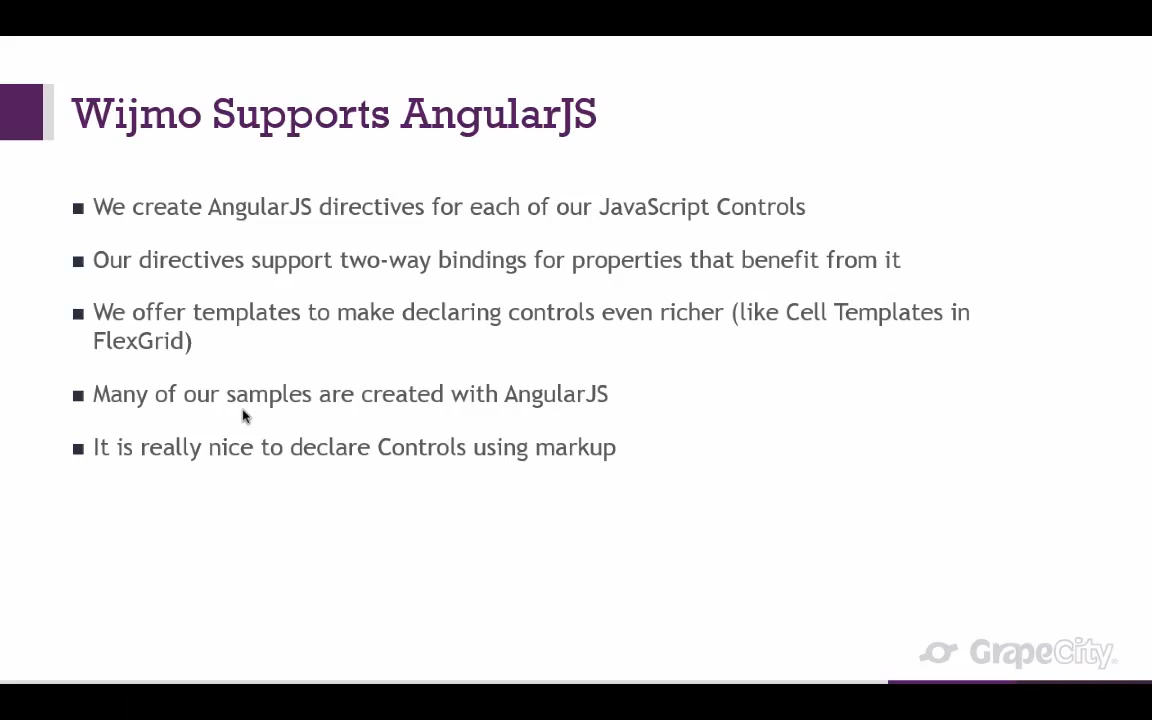 Wijmo Supports AngularJS
We create AngularJS directives for each of our JavaScript Controls
Our directives support two-way bindings for properties that benefit from it
We offer templates to make declaring controls even richer (like Cell Templates in
FlexGrid)
Many of our samples are created with AngularJS
It is really nice to declare Controls using markup
GrapeCity